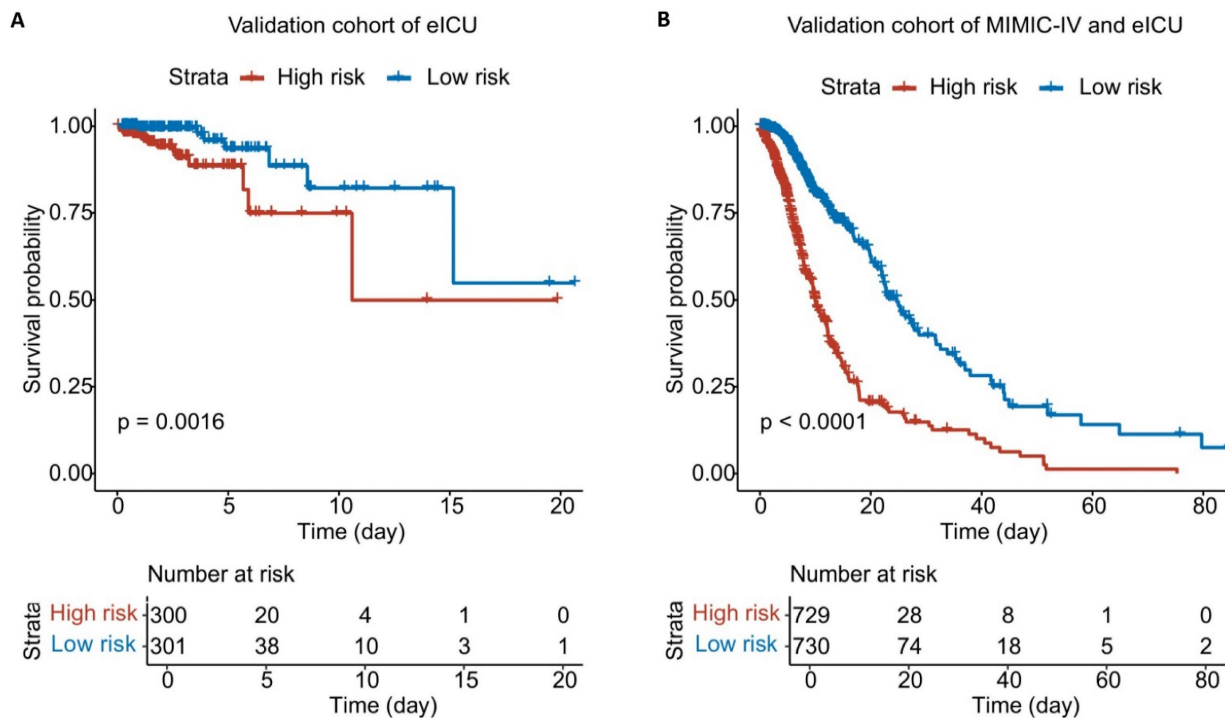 A
Validation cohort of eICU
Strata High risk Low risk
1.00
0.75
0.50
0.25
0.00
Survival probability
p = 0.0016
0 5 10 15 20
Time (day)
Number at risk
Strata
High risk 300 20 4 1 0
Low risk 301 38 10 3 1
0 5 10 15 20
Time (day)
B
Validation cohort of MIMIC-IV and eICU
Strata High risk Low risk
1.00
0.75
0.50
0.25
0.00
Survival probability
p < 0.0001
0 20 40 60 80
Time (day)
Number at risk
Strata
High risk 729 28 8 1 0
Low risk 730 74 18 5 2
0 20 40 60 80
Time (day)